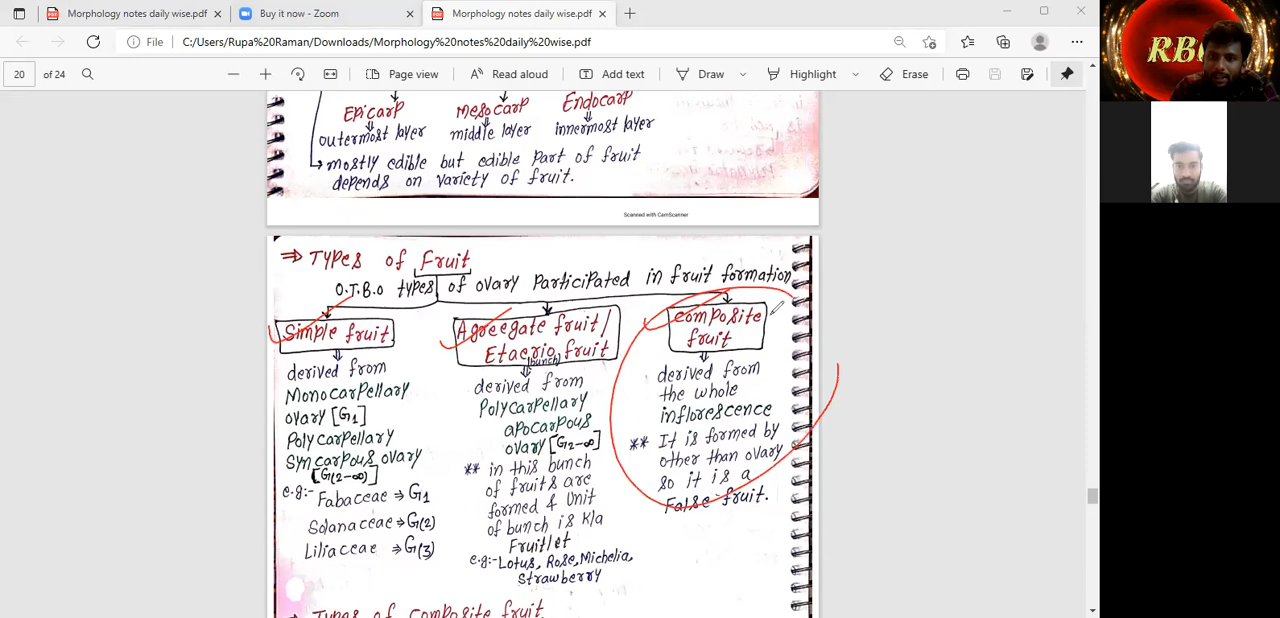 Morphology notes daily wise.pdf
Buy it now - Zoom
Morphology notes daily wise.pdf
File
C:/Users/Rupa%20Raman/Downloads/Morphology%20notes%20daily%20wise.pdf
20 of 24
Page view
Read aloud
Add text
Draw
Highlight
Erase
RB
Epicarp
Mesocarp
Endocarp
outermost layer
middle layer
innermost layer
mostly edible but edible part of fruit
depends on variety of fruit.
Scanned with CamScanner
⇒ Types of Fruit
O.T.B.O types of ovary Participated in fruit formation
Simple fruit
derived from
Monocarpellary
ovary [G1]
Polycarpellary
Syncarpous ovary
[G(2-∞)]
e.g:- Fabaceae ⇒ G1
Solanaceae ⇒ G(2)
Liliaceae ⇒ G(3)
Agreegate fruit/
Etaerio fruit
(bunch)
derived from
Polycarpellary
apocarpous
ovary [G2-∞]
** in this bunch
of fruits are
formed & Unit
of bunch is K/a
Fruitlet
e.g:- Lotus, Rose, Michelia,
Strawberry
composite
fruit
derived from
the whole
inflorescence
** It is formed by
other than ovary
so it is a
False-fruit.
⇒ Types of composite fruit